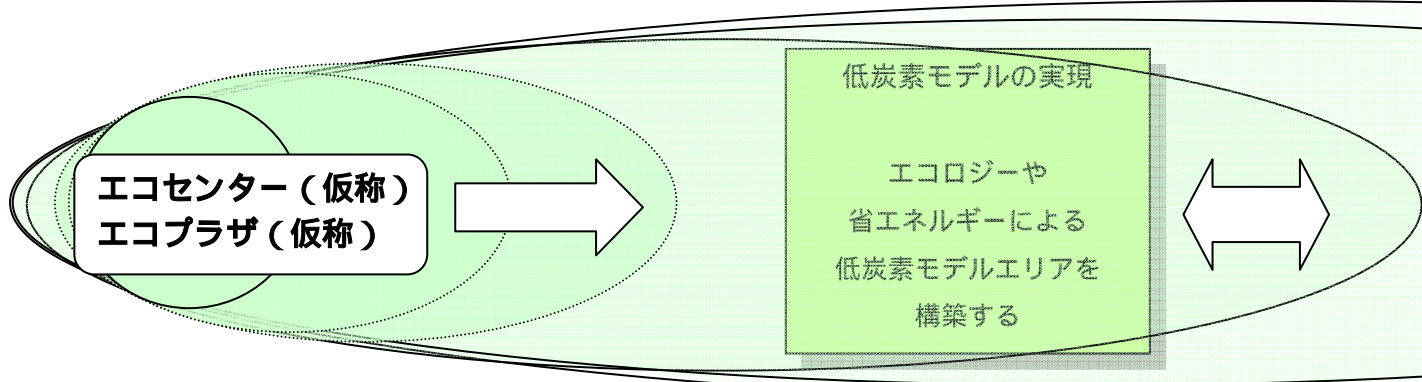 エコセンター(仮称)
エコプラザ(仮称)
低炭素モデルの実現
エコロジーや
省エネルギーによる
低炭素モデルエリアを
構築する